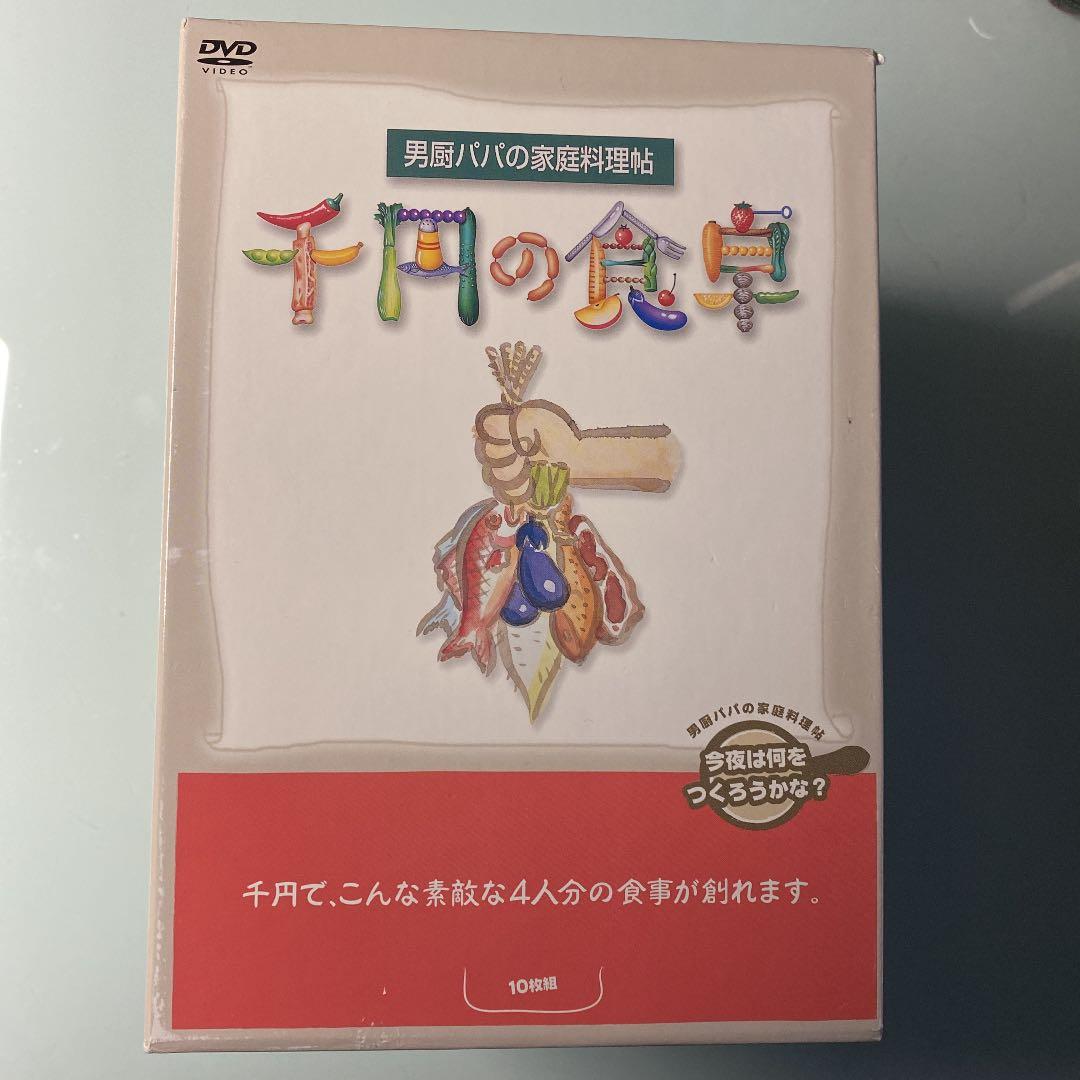 DVD
VIDEO
男厨パパの家庭料理帖
千円の食卓
男厨パパの家庭料理帖
今夜は何を
つくろうかな？
千円で、こんな素敵な4人分の食事が創れます。
10枚組